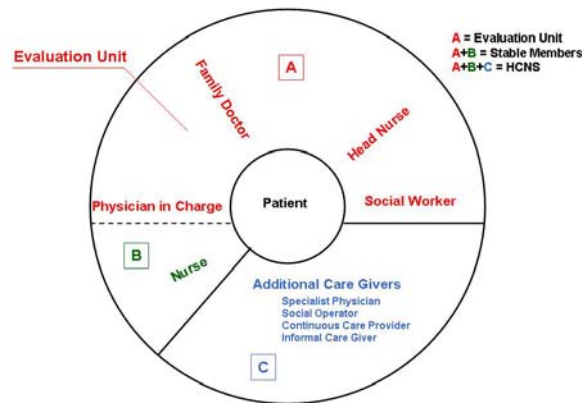 Evaluation Unit
A
A = Evaluation Unit
A+B = Stable Members
A+B+C = HCNS
Family Doctor
Head Nurse
Physician in Charge
Patient
Social Worker
B
Nurse
Additional Care Givers
Specialist Physician
Social Operator
Continuous Care Provider
Informal Care Giver
C